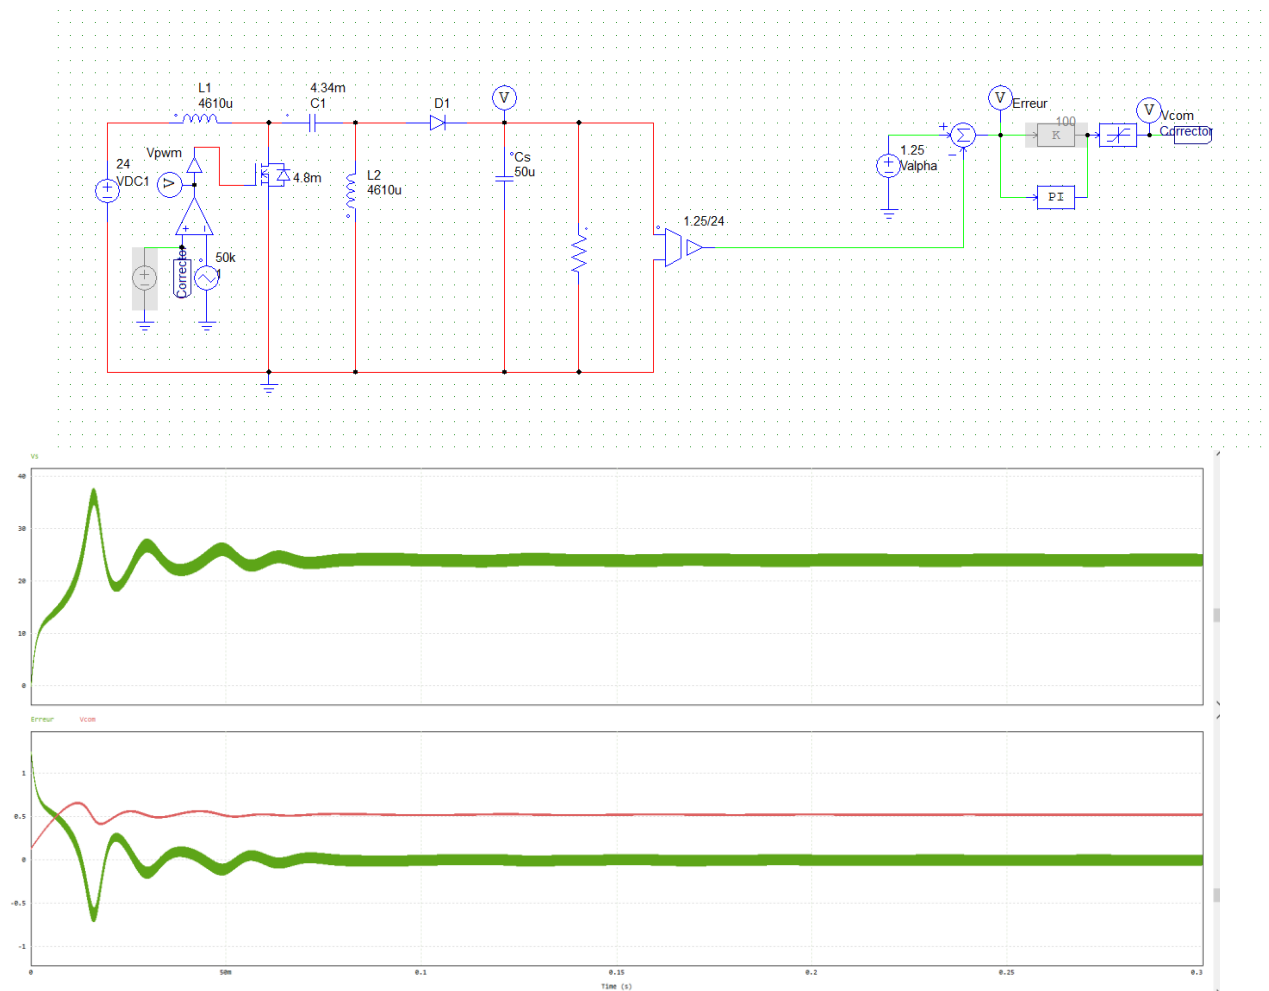 L1
4610u
4.34m
C1
D1
V
V
Erreur
100
K
V
Vcom
Corrector
Vpwm
24
VDC1
V
4.8m
L2
4610u
Cs
50u
1.25
Valpha
Σ
PI
1.25/24
Corrector
50k
1
Vs
40
30
20
10
0
Erreur Vcom
1
0.5
0
-0.5
-1
0 50m 0.1 0.15 0.2 0.25 0.3
Time (s)